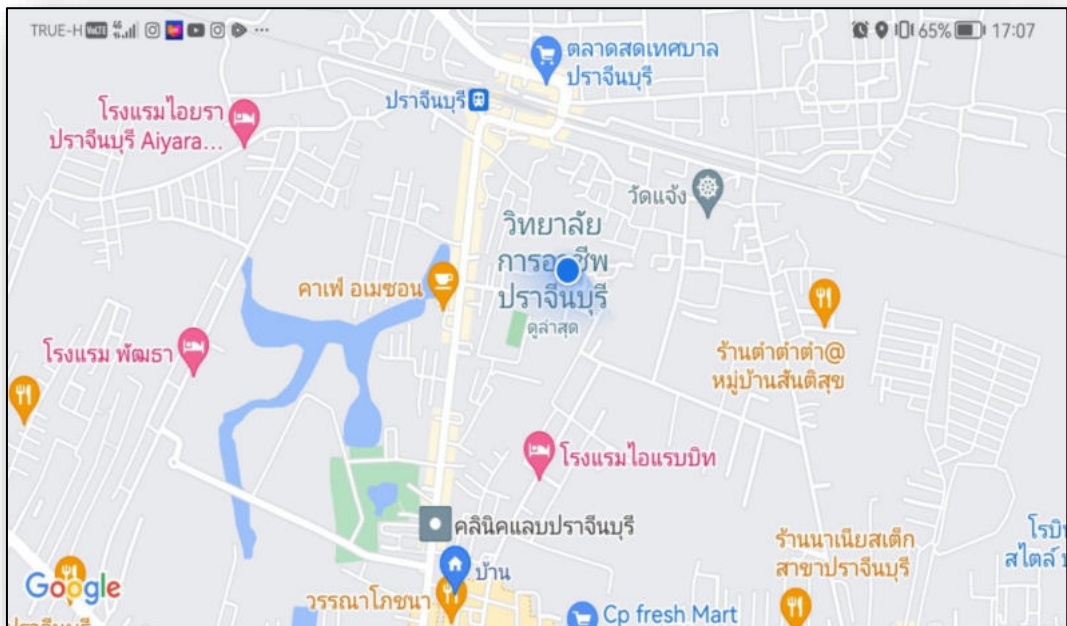 TRUE-H VoLTE 4G 65% 17:07
ตลาดสดเทศบาล
ปราจีนบุรี
ปราจีนบุรี
โรงแรมไอยรา
ปราจีนบุรี Aiyara...
วัดแจ้ง
วิทยาลัย
การอาชีพ
ปราจีนบุรี
ดูล่าสุด
คาเฟ่ อเมซอน
โรงแรม พัฒธา
ร้านตำตำตำ@
หมู่บ้านสันติสุข
โรงแรมไอแรบบิท
คลินิคแลบปราจีนบุรี
ร้านนาเนียสเต็ก
สาขาปราจีนบุรี
บ้าน
Google
วรรณาโภชนา
Cp fresh Mart
ปราจีนบุรี